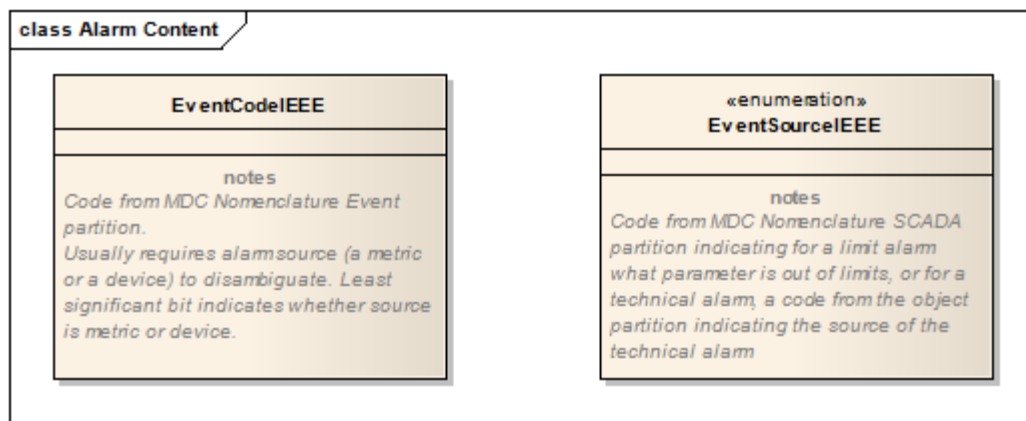 class Alarm Content
EventCodeIEEE
notes
Code from MDC Nomenclature Event
partition.
Usually requires alarmsource (a metric
or a device) to disambiguate. Least
significant bit indicates whether source
is metric or device.
«enumeration»
EventSourceIEEE
notes
Code from MDC Nomenclature SCADA
partition indicating for a limit alarm
what parameter is out of limits, or for a
technical alarm, a code from the object
partition indicating the source of the
technical alarm